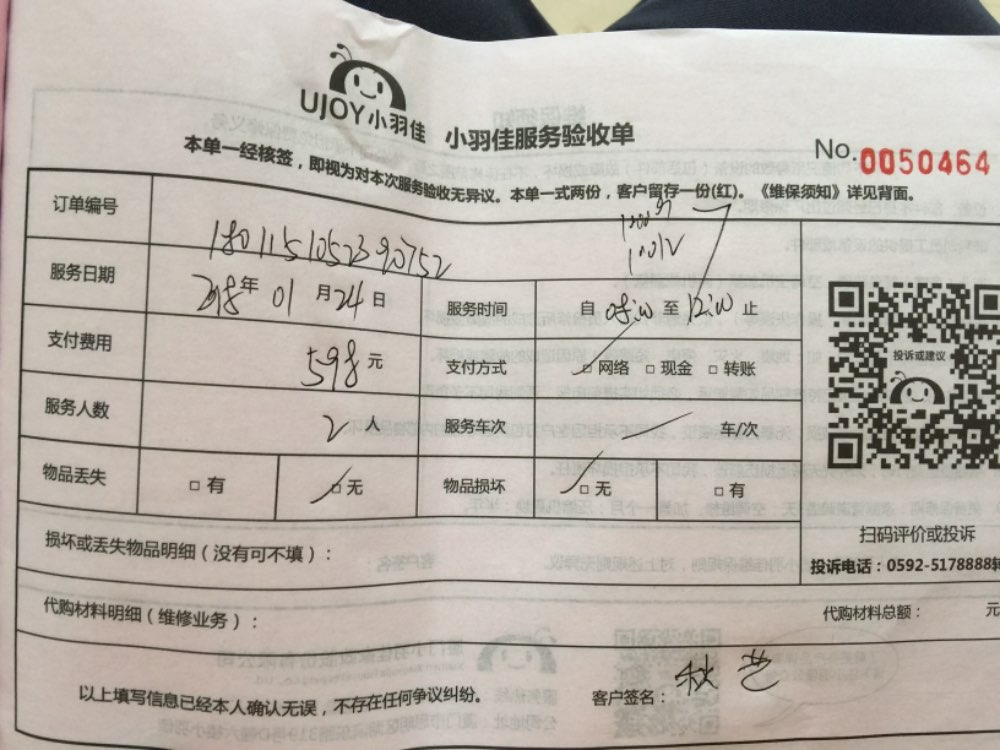 UJOY小羽佳
小羽佳服务验收单
No.0050464
本单一经核签，即视为对本次服务验收无异议。本单一式两份，客户留存一份(红)。《维保须知》详见背面。
订单编号 1801151052390752
服务日期 2018年 01 月 24 日 服务时间 自 08:00 至 12:00 止
支付费用 598 元 支付方式 □ 网络 □ 现金 □ 转账
服务人数 2人 服务车次 车/次
物品丢失 □ 有 □ 无 物品损坏 □ 无 □ 有
投诉或建议
扫码评价或投诉
投诉电话：0592-5178888转
损坏或丢失物品明细（没有可不填）：
代购材料明细（维修业务）： 代购材料总额： 元
以上填写信息已经本人确认无误，不存在任何争议纠纷。 客户签名：